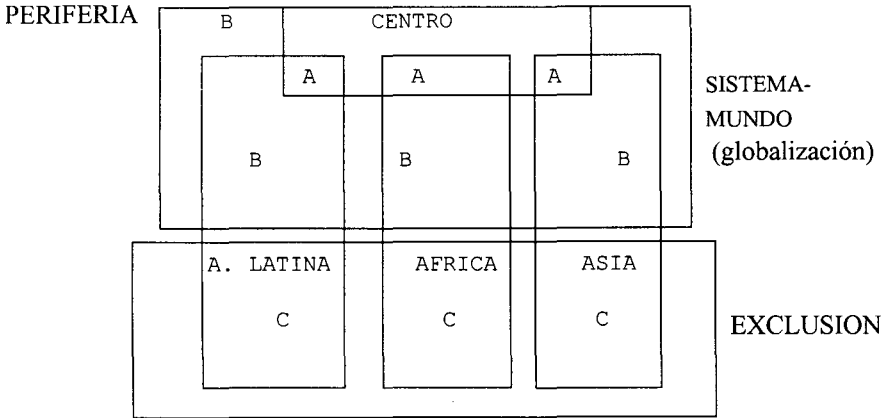 PERIFERIA B CENTRO
A A A
SISTEMA-
MUNDO
(globalización)
B B B
A. LATINA AFRICA ASIA
C C C
EXCLUSION